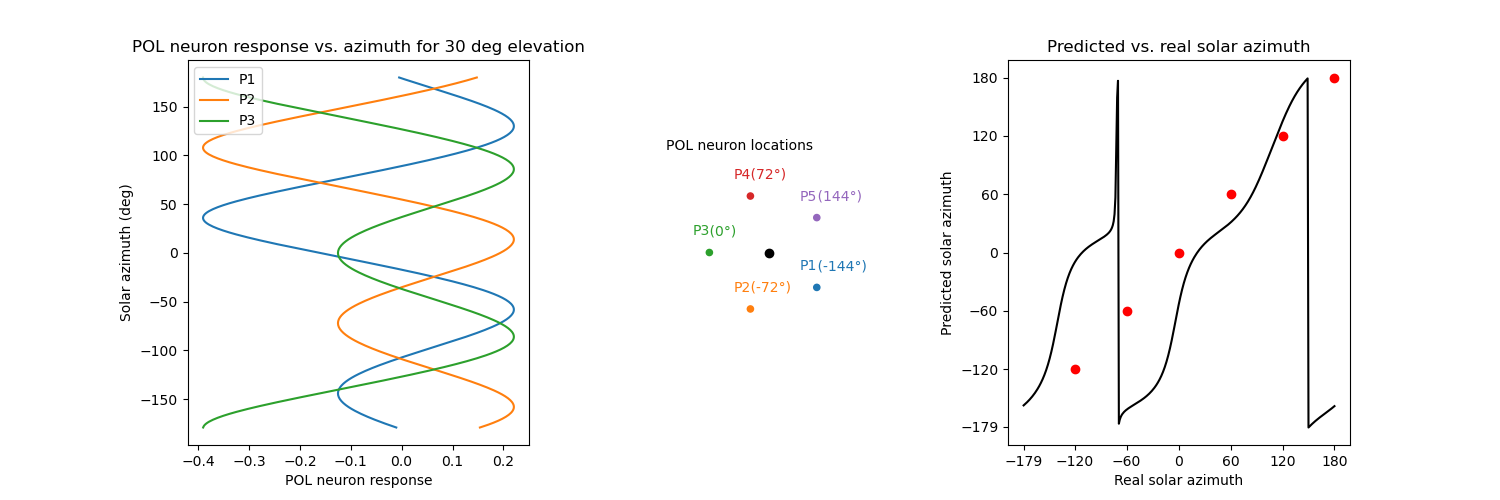 POL neuron response vs. azimuth for 30 deg elevation
P1
P2
P3
150
100
50
0
−50
−100
−150
Solar azimuth (deg)
−0.4 −0.3 −0.2 −0.1 0.0 0.1 0.2
POL neuron response
POL neuron locations
P4(72°)
P5(144°)
P3(0°)
P1(-144°)
P2(-72°)
Predicted vs. real solar azimuth
180
120
60
0
−60
−120
−179
Predicted solar azimuth
−179 −120 −60 0 60 120 180
Real solar azimuth